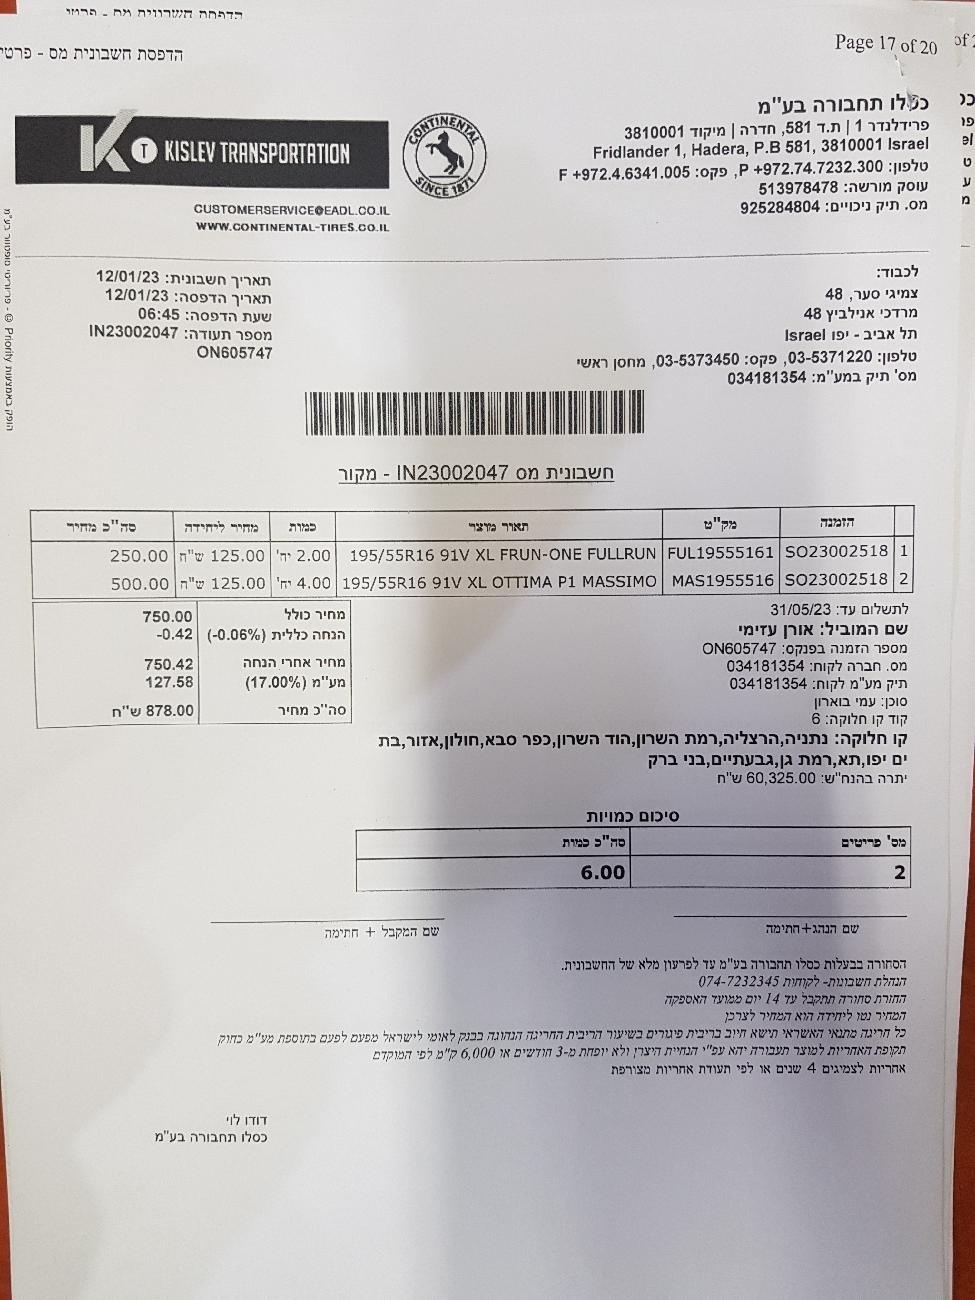 הדפסת חשבונית מס - פרטי
הדפסת חשבונית מס - פרטי
Page 17 of 20
of 2
KT KISLEV TRANSPORTATION
CONTINENTAL
SINCE 1871
CUSTOMERSERVICE@EADL.CO.IL
WWW.CONTINENTAL-TIRES.CO.IL
כסלו תחבורה בע"מ
פרידלנדר 1 | ת.ד 581, חדרה | מיקוד 3810001
Fridlander 1, Hadera, P.B 581, 3810001 Israel
טלפון: P +972.74.7232.300, פקס: F +972.4.6341.005
עוסק מורשה: 513978478
מס. תיק ניכויים: 925284804
לכבוד:
צמיגי סער, 48
מרדכי אנילביץ 48
תל אביב - יפו Israel
טלפון: 03-5371220, פקס: 03-5373450, מחסן ראשי
מס' תיק במע"מ: 034181354
תאריך חשבונית: 12/01/23
תאריך הדפסה: 12/01/23
שעת הדפסה: 06:45
מספר תעודה: IN23002047
ON605747
חשבונית מס IN23002047 - מקור
הזמנה מק"ט תאור מוצר כמות מחיר ליחידה סה"כ מחיר
1 SO23002518 FUL19555161 195/55R16 91V XL FRUN-ONE FULLRUN 2.00 יח' 125.00 ש"ח 250.00
2 SO23002518 MAS1955516 195/55R16 91V XL OTTIMA P1 MASSIMO 4.00 יח' 125.00 ש"ח 500.00
מחיר כולל 750.00
הנחה כללית (-0.06%) -0.42
מחיר אחרי הנחה 750.42
מע"מ (17.00%) 127.58
סה"כ מחיר 878.00 ש"ח
לתשלום עד: 31/05/23
שם המוביל: אורן עזימי
מספר הזמנה בפנקס: ON605747
מס. חברה לקוח: 034181354
תיק מע"מ לקוח: 034181354
סוכן: עמי בוארון
קוד קו חלוקה: 6
קו חלוקה: נתניה,הרצליה,רמת השרון,הוד השרון,כפר סבא,חולון,אזור,בת
ים יפו,תא,רמת גן,גבעתיים,בני ברק
יתרה בהנח"ש: 60,325.00 ש"ח
סיכום כמויות
מס' פריטים סה"כ כמות
2 6.00
שם הנהג+חתימה
שם המקבל + חתימה
הסחורה בבעלות כסלו תחבורה בע"מ עד לפרעון מלא של החשבונית.
הנהלת חשבונות- לקוחות 074-7232345
החזרת סחורה תתקבל עד 14 יום ממועד האספקה
המחיר נטו ליחידה הוא המחיר לצרכן
כל חריגה מתנאי האשראי תישא חיוב בריבית פיגורים בשיעור הריבית החריגה הנהוגה בבנק לאומי לישראל מפעם לפעם בתוספת מע"מ כחוק
תקופת האחריות למוצר תעבורה יהא עפ"י הנחיית היצרן ולא יופחת מ-3 חודשים או 6,000 ק"מ לפי המוקדם
אחריות לצמיגים 4 שנים או לפי תעודת אחריות מצורפת
דודו לוי
כסלו תחבורה בע"מ
הופק באמצעות Priority © - פריוריטי סופטוור בע"מ